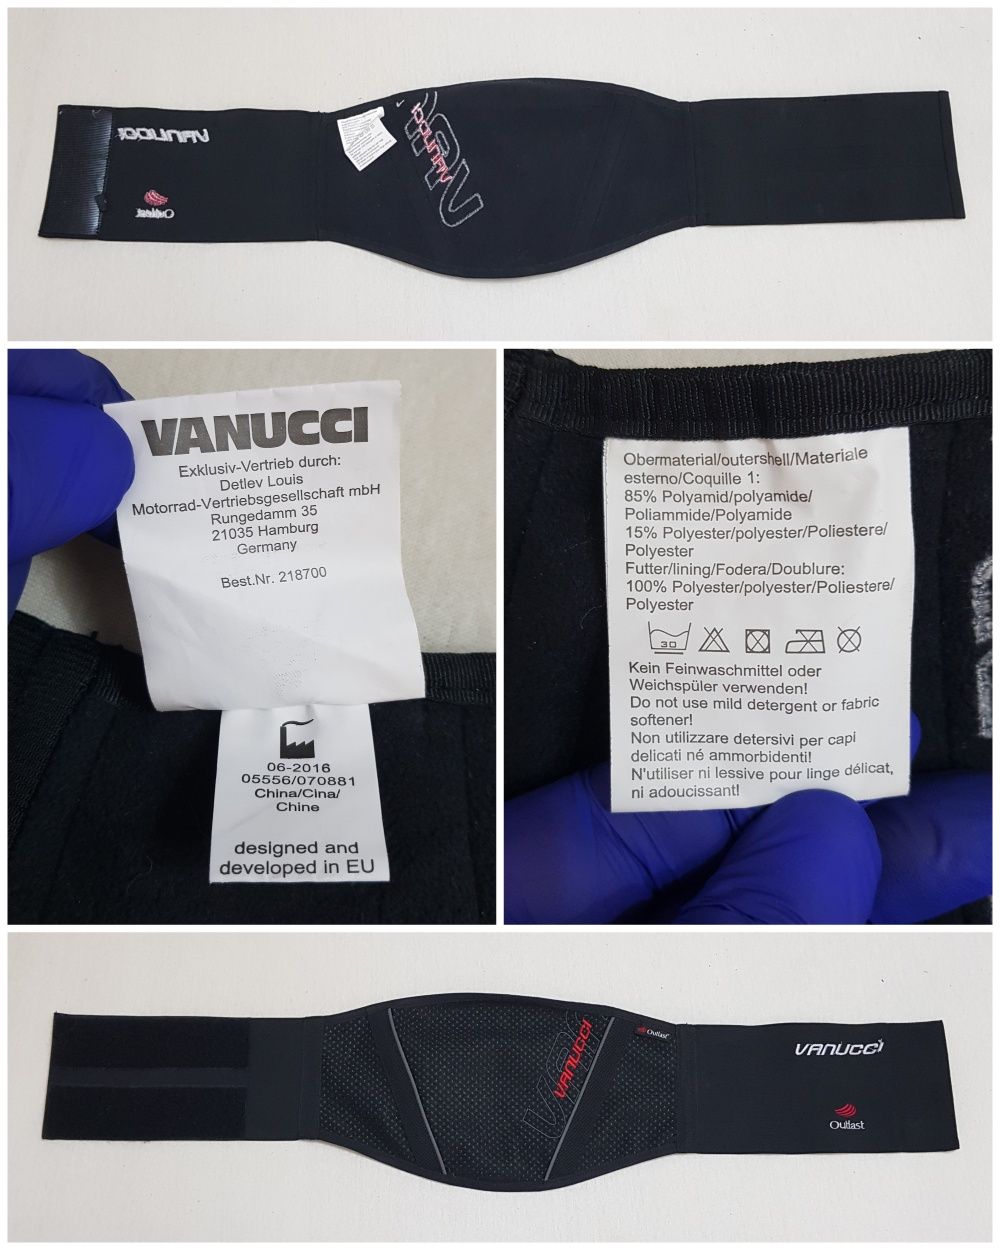 VANUCCI
Outlast
VANUCCI
VANUCCI
Exklusiv-Vertrieb durch:
Detlev Louis
Motorrad-Vertriebsgesellschaft mbH
Rungedamm 35
21035 Hamburg
Germany
Best.Nr. 218700
06-2016
05556/070881
China/Cina/
Chine
designed and
developed in EU
Obermaterial/outershell/Materiale
esterno/Coquille 1:
85% Polyamid/polyamide/
Poliammide/Polyamide
15% Polyester/polyester/Poliestere/
Polyester
Futter/lining/Fodera/Doublure:
100% Polyester/polyester/Poliestere/
Polyester
30
Kein Feinwaschmittel oder
Weichspüler verwenden!
Do not use mild detergent or fabric
softener!
Non utilizzare detersivi per capi
delicati né ammorbidenti!
N'utiliser ni lessive pour linge délicat,
ni adoucissant!
VANUCCI
Outlast
VANUCCI
Outlast